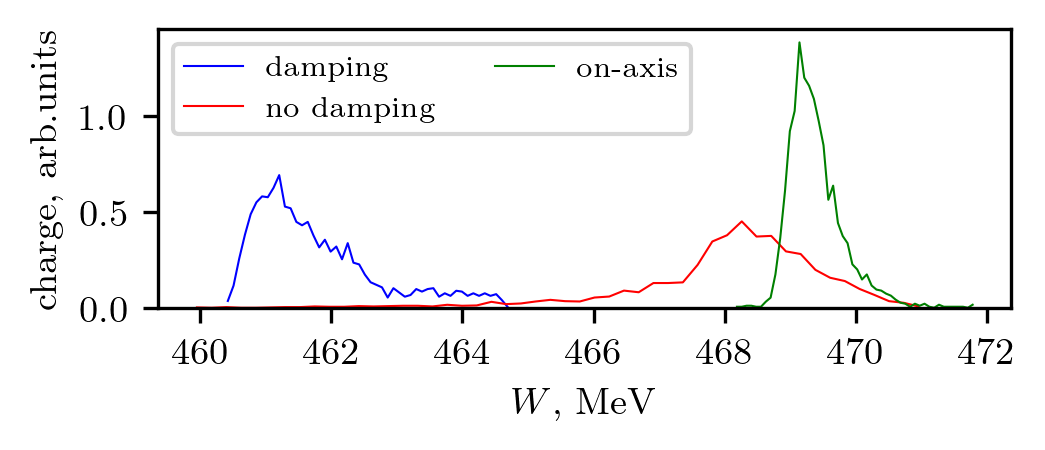 charge, arb.units
1.0
0.5
0.0
damping
no damping
on-axis
460 462 464 466 468 470 472
W, MeV